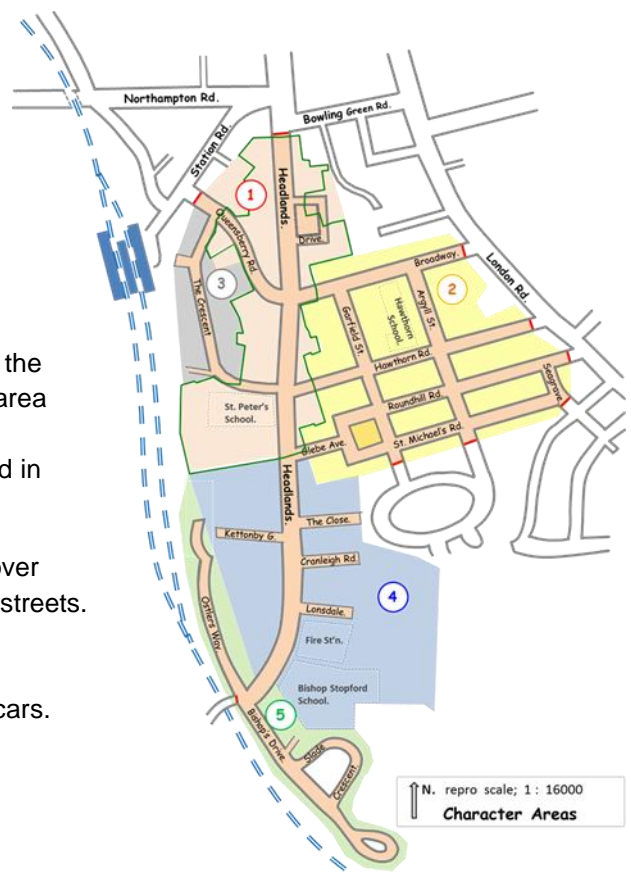 Northampton Rd.
Bowling Green Rd.
Station Rd.
Headlands.
1
Queensberry Rd.
Drive.
London Rd.
Broadway.
3
2
The Crescent
Hawthorn
School.
Argyll St.
Garfield St.
the
area
Hawthorn Rd.
Seagrave.
Roundhill Rd.
St. Peter's
School.
St. Michael's Rd.
Glebe Ave.
d in
Headlands.
The Close.
Kettonby G.
over
Cranleigh Rd.
streets.
4
Lonsdale.
Ostlers Way.
Fire St'n.
Bishop Stopford
School.
cars.
5
Bishop's Drive.
Slade
Crescent.
N. repro scale; 1 : 16000
Character Areas